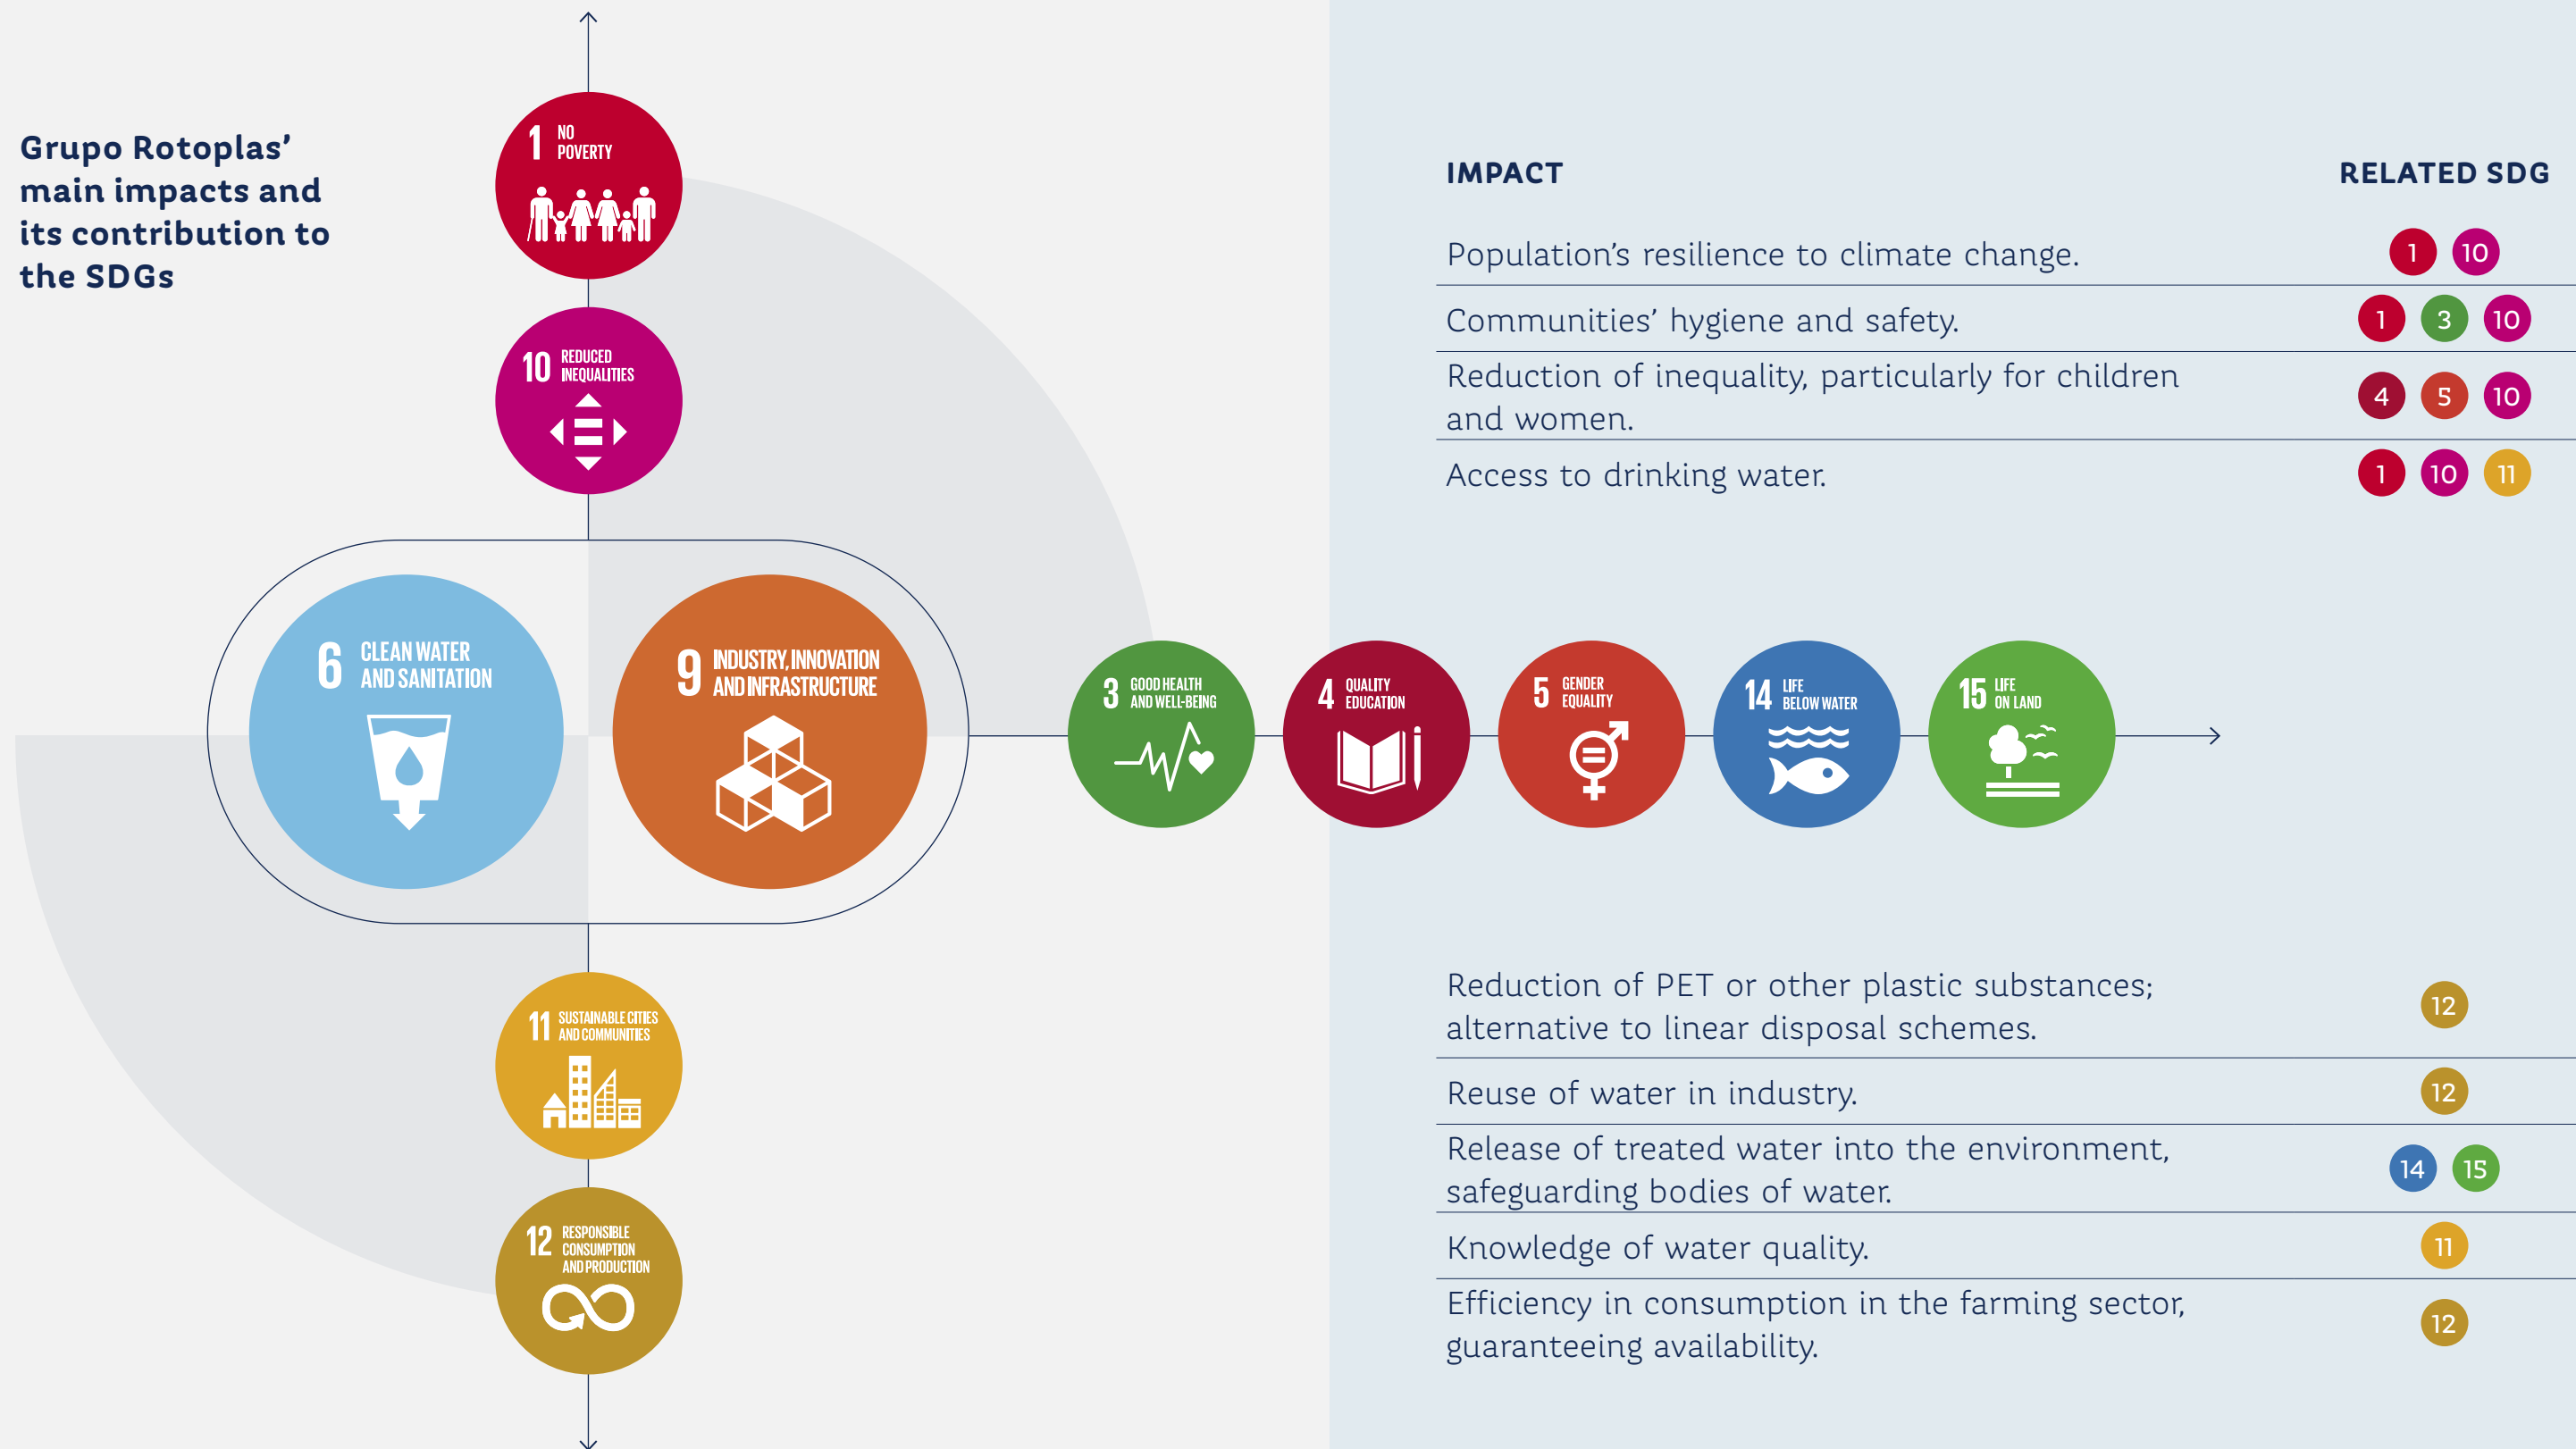 Grupo Rotoplas’
main impacts and
its contribution to
the SDGs
1 NO
POVERTY
10 REDUCED
INEQUALITIES
6 CLEAN WATER
AND SANITATION
9 INDUSTRY, INNOVATION
AND INFRASTRUCTURE
3 GOOD HEALTH
AND WELL-BEING
4 QUALITY
EDUCATION
5 GENDER
EQUALITY
14 LIFE
BELOW WATER
15 LIFE
ON LAND
11 SUSTAINABLE CITIES
AND COMMUNITIES
12 RESPONSIBLE
CONSUMPTION
AND PRODUCTION
IMPACT RELATED SDG
Population’s resilience to climate change. 1 10
Communities’ hygiene and safety. 1 3 10
Reduction of inequality, particularly for children
and women. 4 5 10
Access to drinking water. 1 10 11
Reduction of PET or other plastic substances;
alternative to linear disposal schemes. 12
Reuse of water in industry. 12
Release of treated water into the environment,
safeguarding bodies of water. 14 15
Knowledge of water quality. 11
Efficiency in consumption in the farming sector,
guaranteeing availability. 12